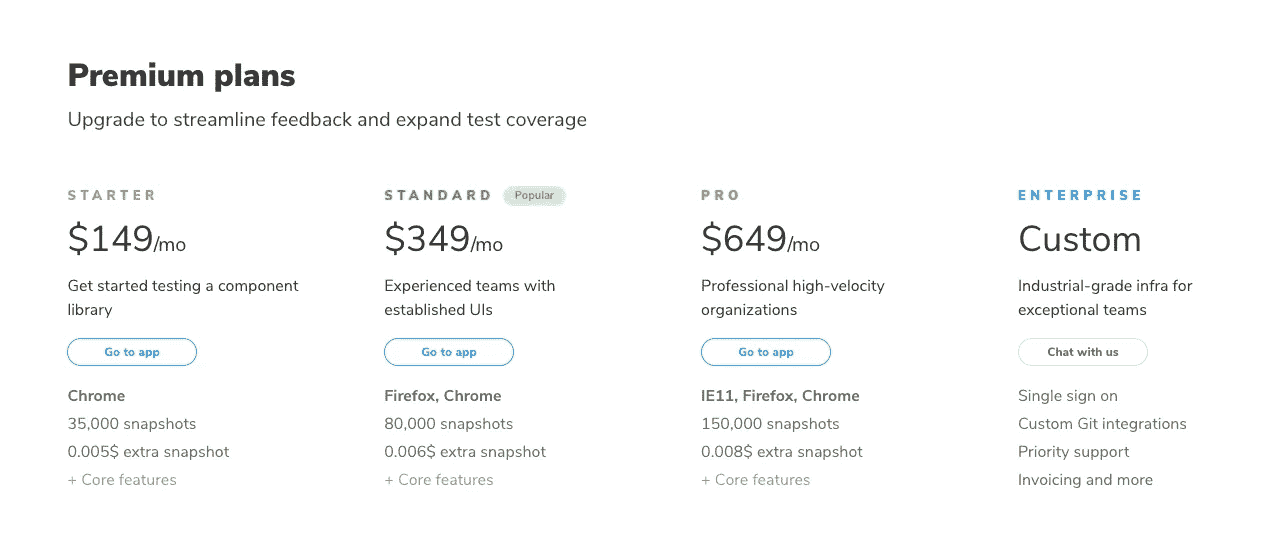 Premium plans
Upgrade to streamline feedback and expand test coverage
STARTER
$149/mo
Get started testing a component
library
Go to app
Chrome
35,000 snapshots
0.005$ extra snapshot
+ Core features
STANDARD Popular
$349/mo
Experienced teams with
established UIs
Go to app
Firefox, Chrome
80,000 snapshots
0.006$ extra snapshot
+ Core features
PRO
$649/mo
Professional high-velocity
organizations
Go to app
IE11, Firefox, Chrome
150,000 snapshots
0.008$ extra snapshot
+ Core features
ENTERPRISE
Custom
Industrial-grade infra for
exceptional teams
Chat with us
Single sign on
Custom Git integrations
Priority support
Invoicing and more